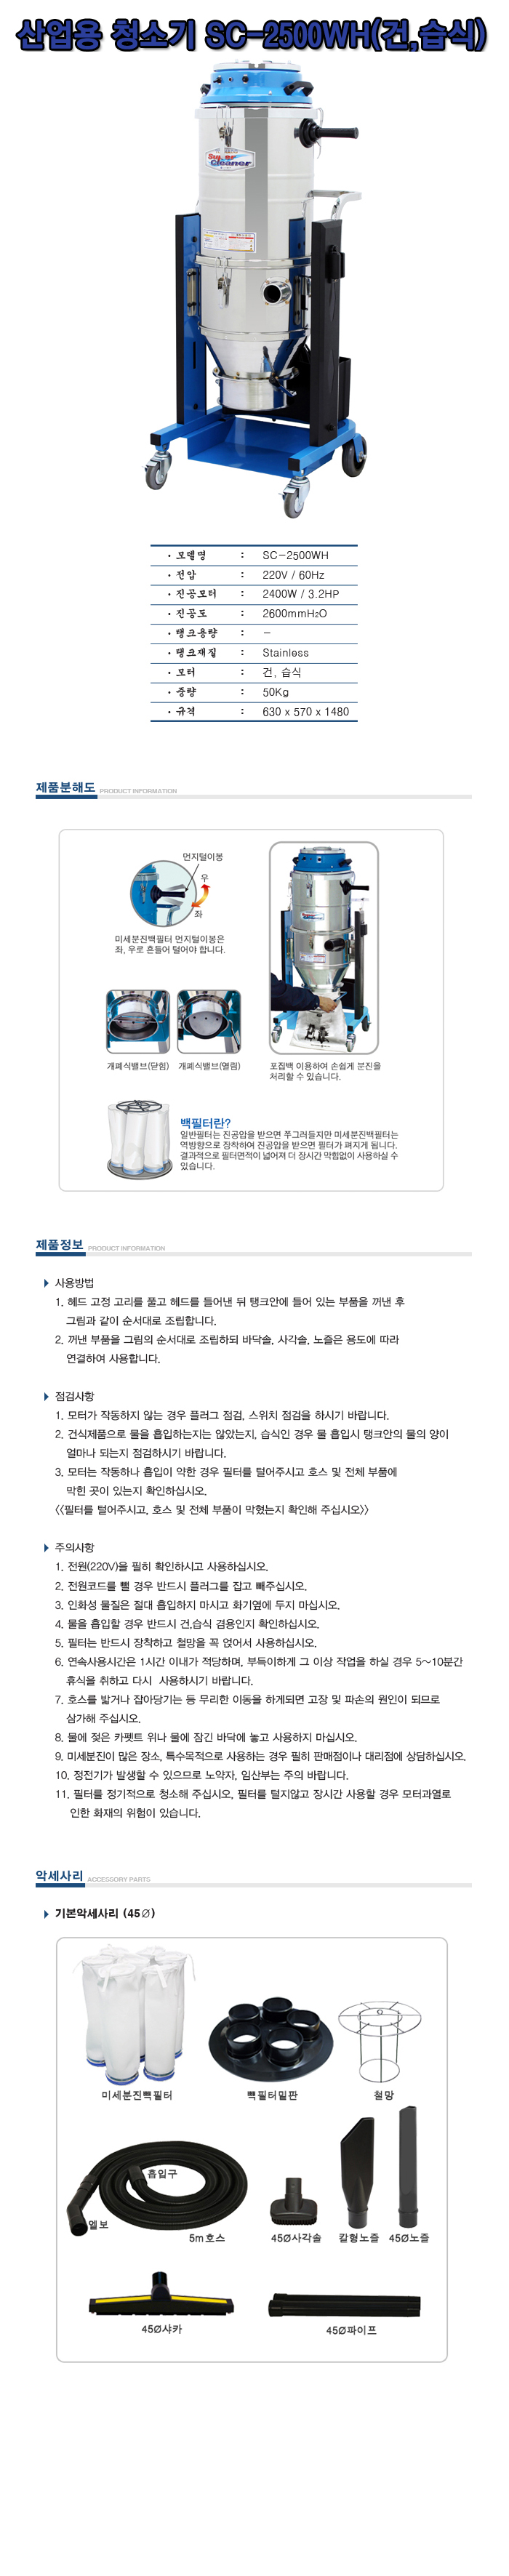 산업용 청소기 SC-2500WH(건,습식)
Super Cleaner
• 모델명 : SC-2500WH
• 전압 : 220V / 60Hz
• 진공모터 : 2400W / 3.2HP
• 진공도 : 2600mmH₂O
• 탱크용량 : -
• 탱크재질 : Stainless
• 모터 : 건, 습식
• 중량 : 50Kg
• 규격 : 630 x 570 x 1480
제품분해도 PRODUCT INFORMATION
먼지털이봉
우
좌
미세분진백필터 먼지털이봉은
좌, 우로 흔들어 털어야 합니다.
개폐식밸브(닫힘) 개폐식밸브(열림)
포집백 이용하여 손쉽게 분진을
처리할 수 있습니다.
백필터란?
일반필터는 진공압을 받으면 쭈그러들지만 미세분진백필터는
역방향으로 장착하여 진공압을 받으면 필터가 펴지게 됩니다.
결과적으로 필터면적이 넓어져 더 장시간 막힘없이 사용하실 수
있습니다.
제품정보 PRODUCT INFORMATION
사용방법
1. 헤드 고정 고리를 풀고 헤드를 들어낸 뒤 탱크안에 들어 있는 부품을 꺼낸 후
그림과 같이 순서대로 조립합니다.
2. 꺼낸 부품을 그림의 순서대로 조립하되 바닥솔, 사각솔, 노즐은 용도에 따라
연결하여 사용합니다.
점검사항
1. 모터가 작동하지 않는 경우 플러그 점검, 스위치 점검을 하시기 바랍니다.
2. 건식제품으로 물을 흡입하는지는 않았는지, 습식인 경우 물 흡입시 탱크안의 물의 양이
얼마나 되는지 점검하시기 바랍니다.
3. 모터는 작동하나 흡입이 약한 경우 필터를 털어주시고 호스 및 전체 부품에
막힌 곳이 있는지 확인하십시오.
<<필터를 털어주시고, 호스 및 전체 부품이 막혔는지 확인해 주십시오>>
주의사항
1. 전원(220V)을 필히 확인하시고 사용하십시오.
2. 전원코드를 뺄 경우 반드시 플러그를 잡고 빼주십시오.
3. 인화성 물질은 절대 흡입하지 마시고 화기옆에 두지 마십시오.
4. 물을 흡입할 경우 반드시 건,습식 겸용인지 확인하십시오.
5. 필터는 반드시 장착하고 철망을 꼭 얹어서 사용하십시오.
6. 연속사용시간은 1시간 이내가 적당하며, 부득이하게 그 이상 작업을 하실 경우 5~10분간
휴식을 취하고 다시 사용하시기 바랍니다.
7. 호스를 밟거나 잡아당기는 등 무리한 이동을 하게되면 고장 및 파손의 원인이 되므로
삼가해 주십시오.
8. 물에 젖은 카펫트 위나 물에 잠긴 바닥에 놓고 사용하지 마십시오.
9. 미세분진이 많은 장소, 특수목적으로 사용하는 경우 필히 판매점이나 대리점에 상담하십시오.
10. 정전기가 발생할 수 있으므로 노약자, 임산부는 주의 바랍니다.
11. 필터를 정기적으로 청소해 주십시오, 필터를 털지않고 장시간 사용할 경우 모터과열로
인한 화재의 위험이 있습니다.
악세사리 ACCESSORY PARTS
기본악세사리 (45∅)
미세분진빽필터 빽필터밑판 철망
흡입구
엘보
5m호스 45Ø사각솔 칼형노즐 45Ø노즐
45Ø샤카 45Ø파이프